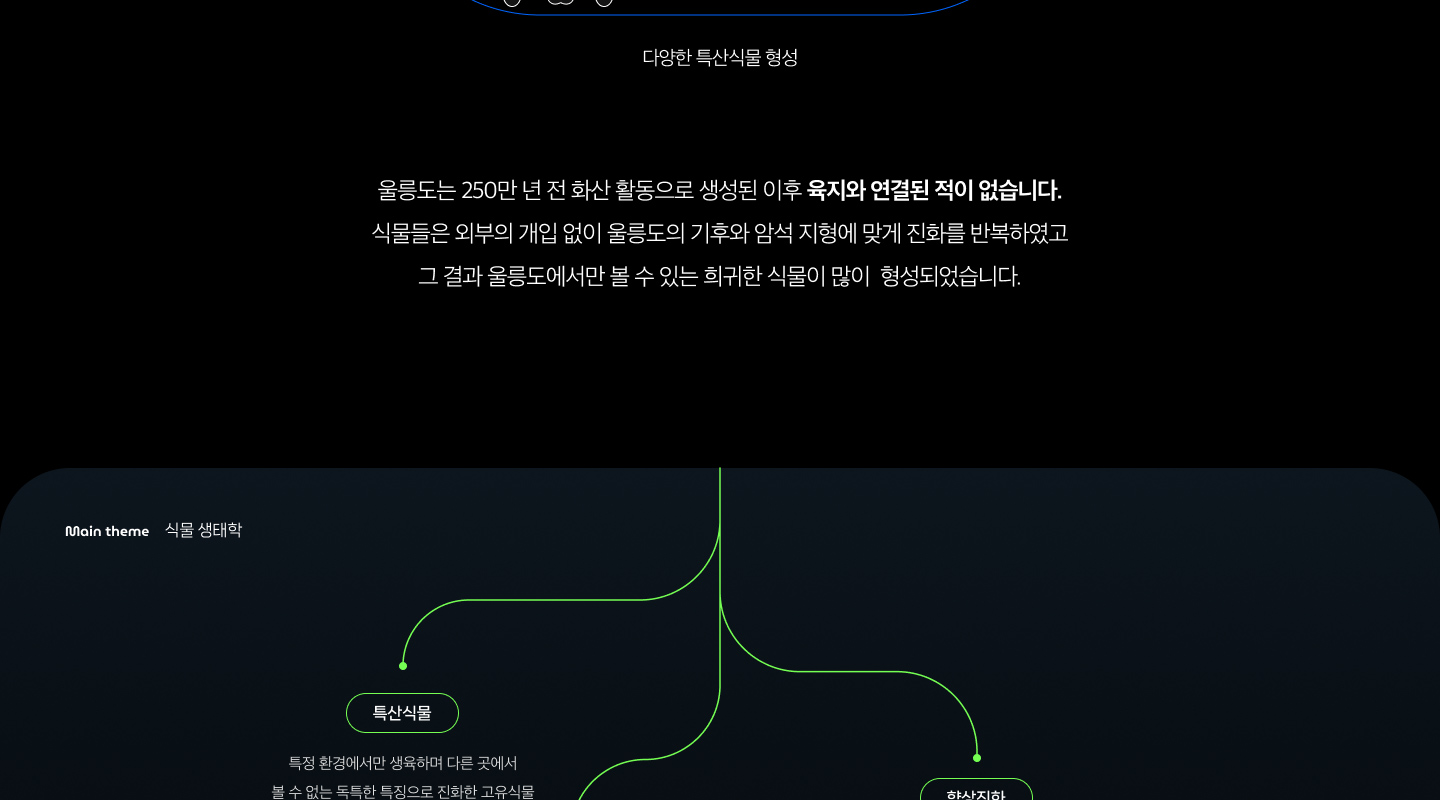 다양한 특산식물 형성
울릉도는 250만 년 전 화산 활동으로 생성된 이후 육지와 연결된 적이 없습니다.
식물들은 외부의 개입 없이 울릉도의 기후와 암석 지형에 맞게 진화를 반복하였고
그 결과 울릉도에서만 볼 수 있는 희귀한 식물이 많이 형성되었습니다.
Main theme 식물 생태학
특산식물
특정 환경에서만 생육하며 다른 곳에서
볼 수 없는 독특한 특징으로 진화한 고유식물
향상진화